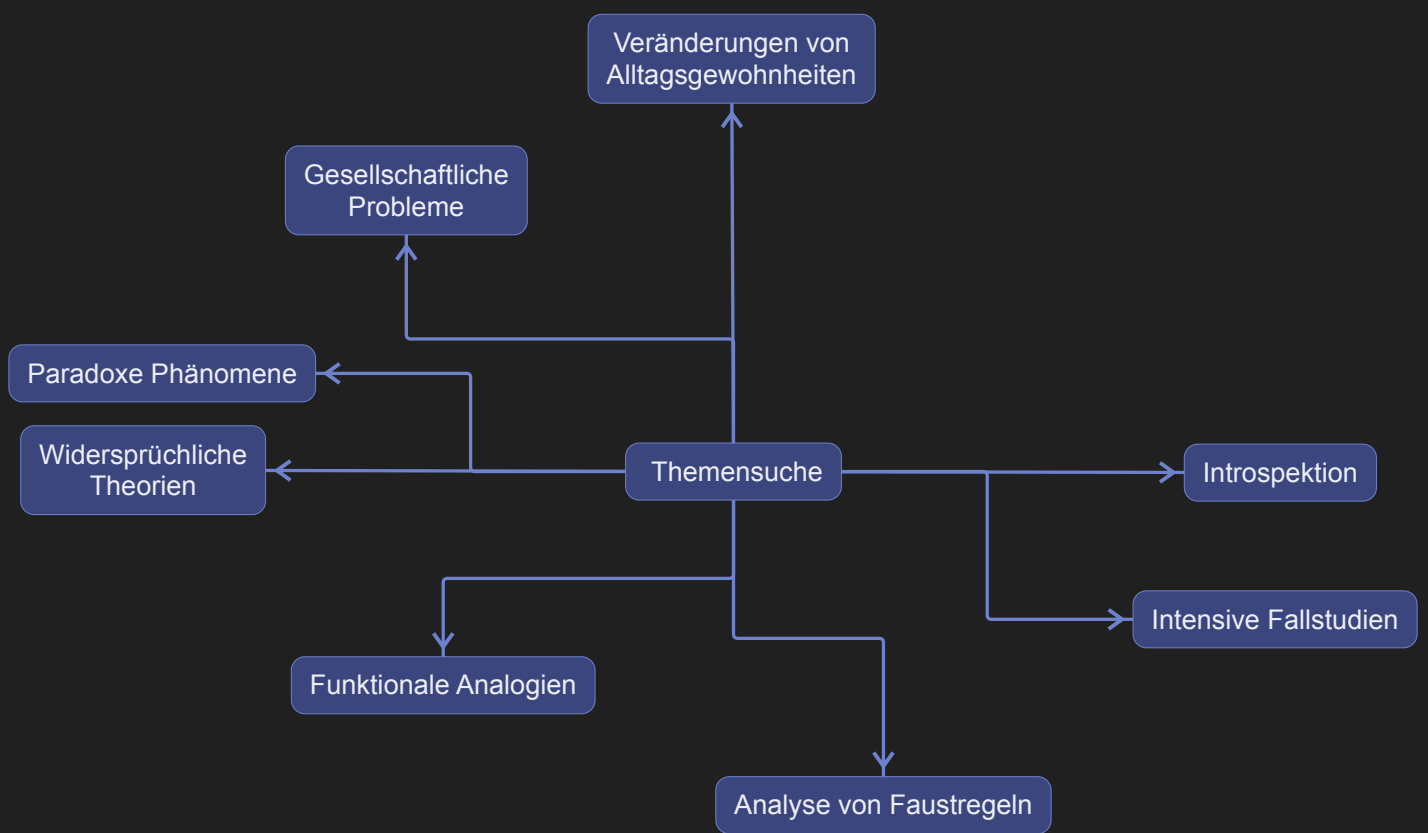 Veränderungen von
Alltagsgewohnheiten
Gesellschaftliche
Probleme
Paradoxe Phänomene
Widersprüchliche
Theorien
Themensuche
Introspektion
Intensive Fallstudien
Funktionale Analogien
Analyse von Faustregeln